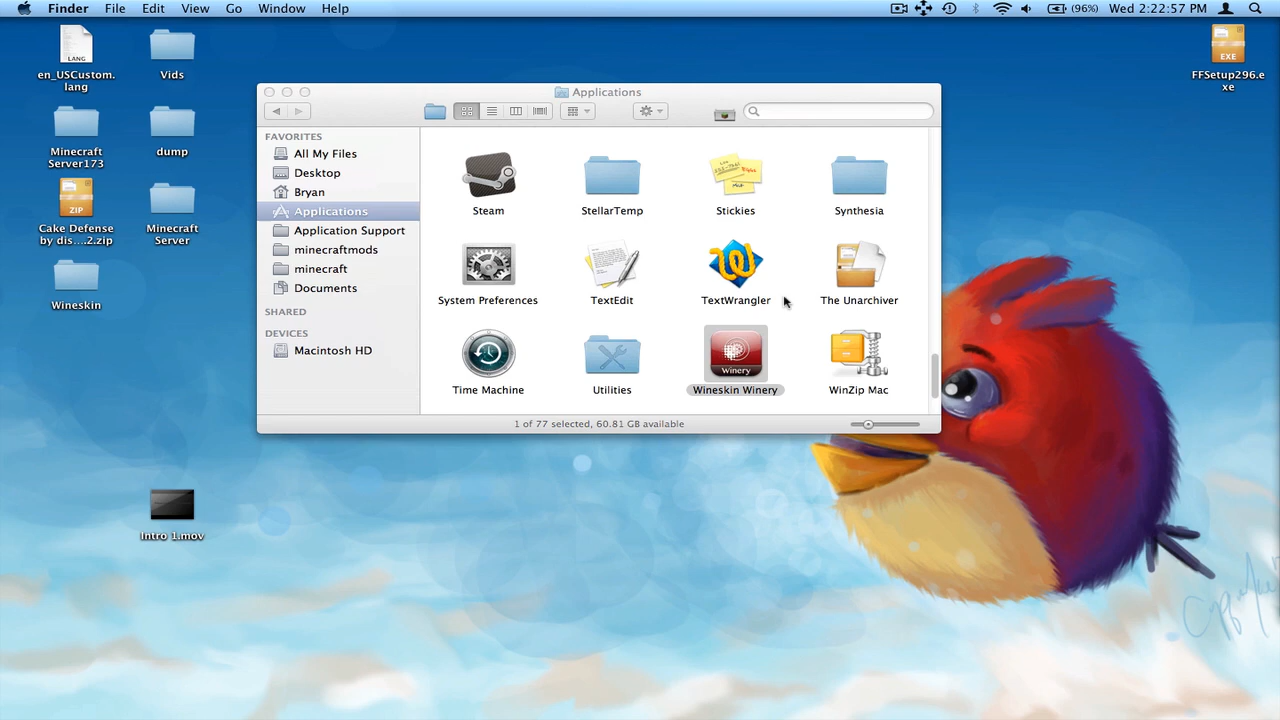 Finder File Edit View Go Window Help
(96%) Wed 2:22:57 PM
LANG
en_USCustom.
lang
Vids
EXE
FFSetup296.e
xe
Minecraft
Server173
dump
ZIP
Cake Defense
by dis....2.zip
Minecraft
Server
Wineskin
Intro 1.mov
Applications
FAVORITES
All My Files
Desktop
Bryan
Applications
Application Support
minecraftmods
minecraft
Documents
SHARED
DEVICES
Macintosh HD
Steam
StellarTemp
Stickies
Synthesia
System Preferences
TextEdit
TextWrangler
The Unarchiver
Time Machine
Utilities
Winery
Wineskin Winery
WinZip Mac
1 of 77 selected, 60.81 GB available